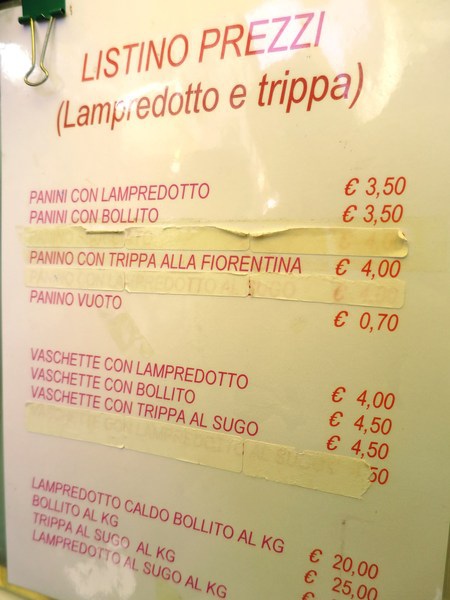 LISTINO PREZZI
(Lampredotto e trippa)
PANINI CON LAMPREDOTTO € 3,50
PANINI CON BOLLITO € 3,50
PANINO CON TRIPPA ALLA FIORENTINA € 4,00
PANINO VUOTO € 0,70
VASCHETTE CON LAMPREDOTTO € 4,00
VASCHETTE CON BOLLITO € 4,50
VASCHETTE CON TRIPPA AL SUGO € 4,50
50
LAMPREDOTTO CALDO BOLLITO AL KG € 20,00
BOLLITO AL KG € 25,00
TRIPPA AL SUGO AL KG
LAMPREDOTTO AL SUGO AL KG